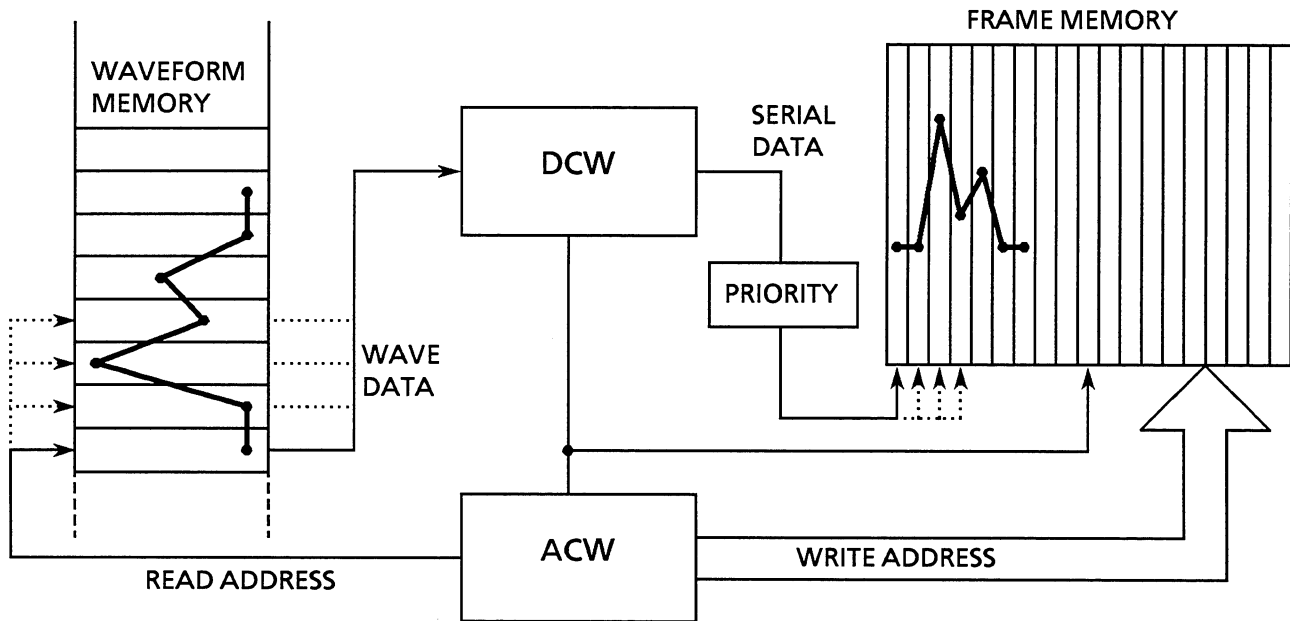 FRAME MEMORY
WAVEFORM
MEMORY
SERIAL
DATA
DCW
PRIORITY
WAVE
DATA
ACW
WRITE ADDRESS
READ ADDRESS